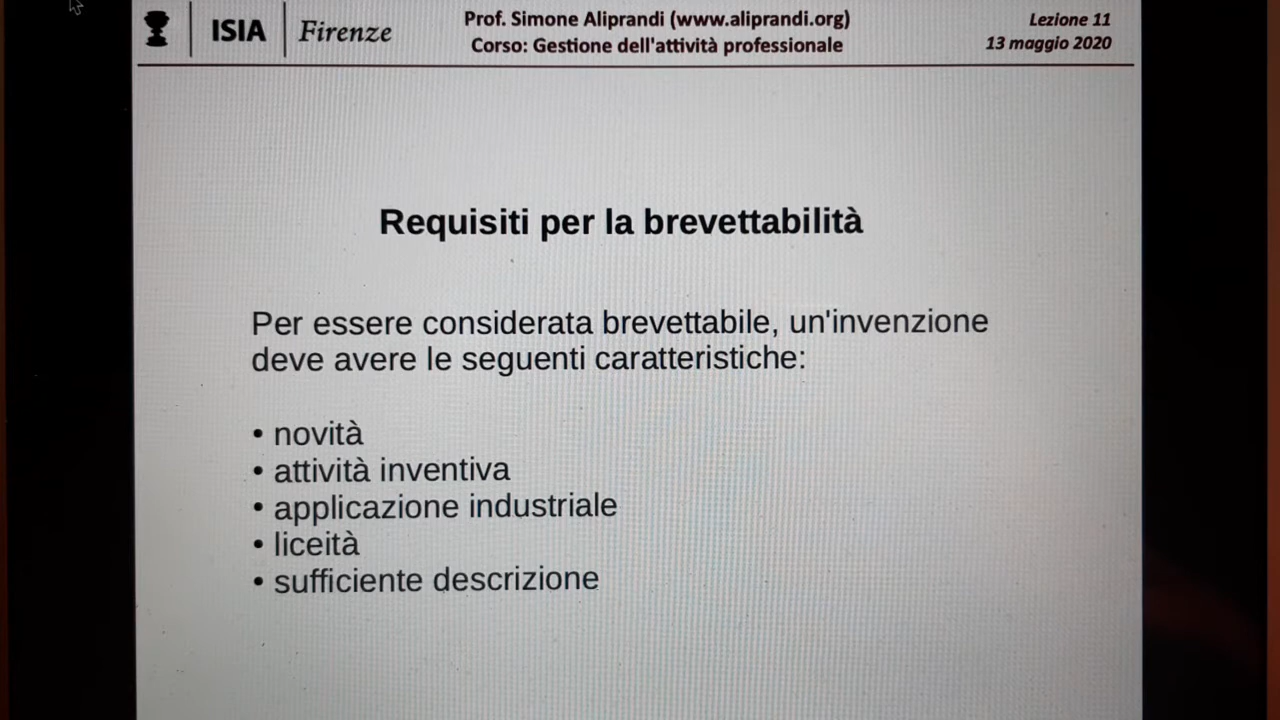 ISIA Firenze
Prof. Simone Aliprandi (www.aliprandi.org)
Corso: Gestione dell'attività professionale
Lezione 11
13 maggio 2020
Requisiti per la brevettabilità
Per essere considerata brevettabile, un'invenzione
deve avere le seguenti caratteristiche:
• novità
• attività inventiva
• applicazione industriale
• liceità
• sufficiente descrizione